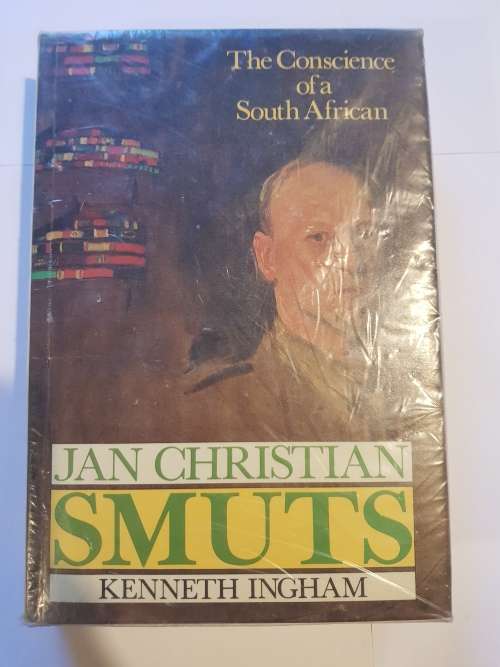 The Conscience
of a
South African
JAN CHRISTIAN
SMUTS
KENNETH INGHAM